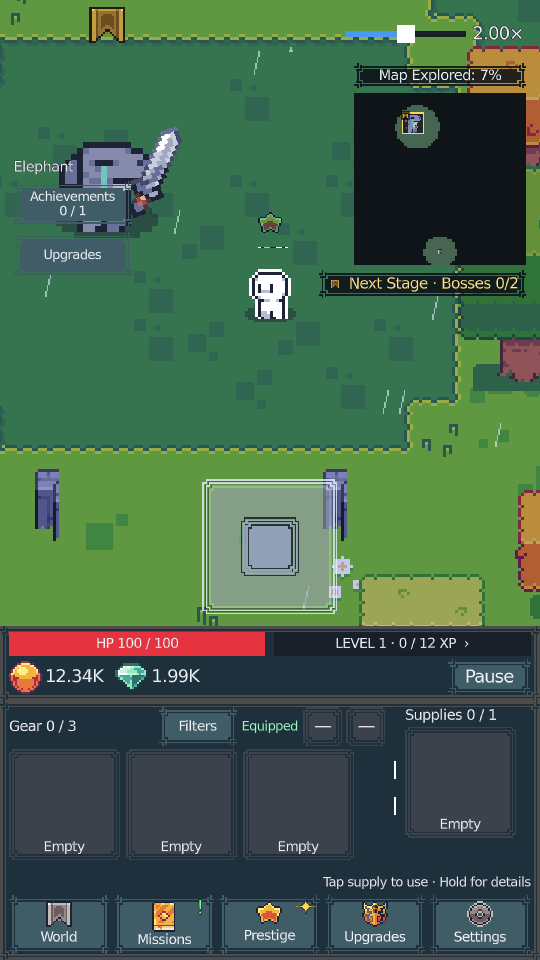 2.00×
Map Explored: 7%
Elephant
Achievements
0 / 1
Upgrades
Next Stage · Bosses 0/2
HP 100 / 100
LEVEL 1 · 0 / 12 XP ›
12.34K
1.99K
Pause
Gear 0 / 3
Filters
Equipped
—
—
Supplies 0 / 1
Empty
Empty
Empty
Empty
Tap supply to use · Hold for details
World
Missions
Prestige
Upgrades
Settings